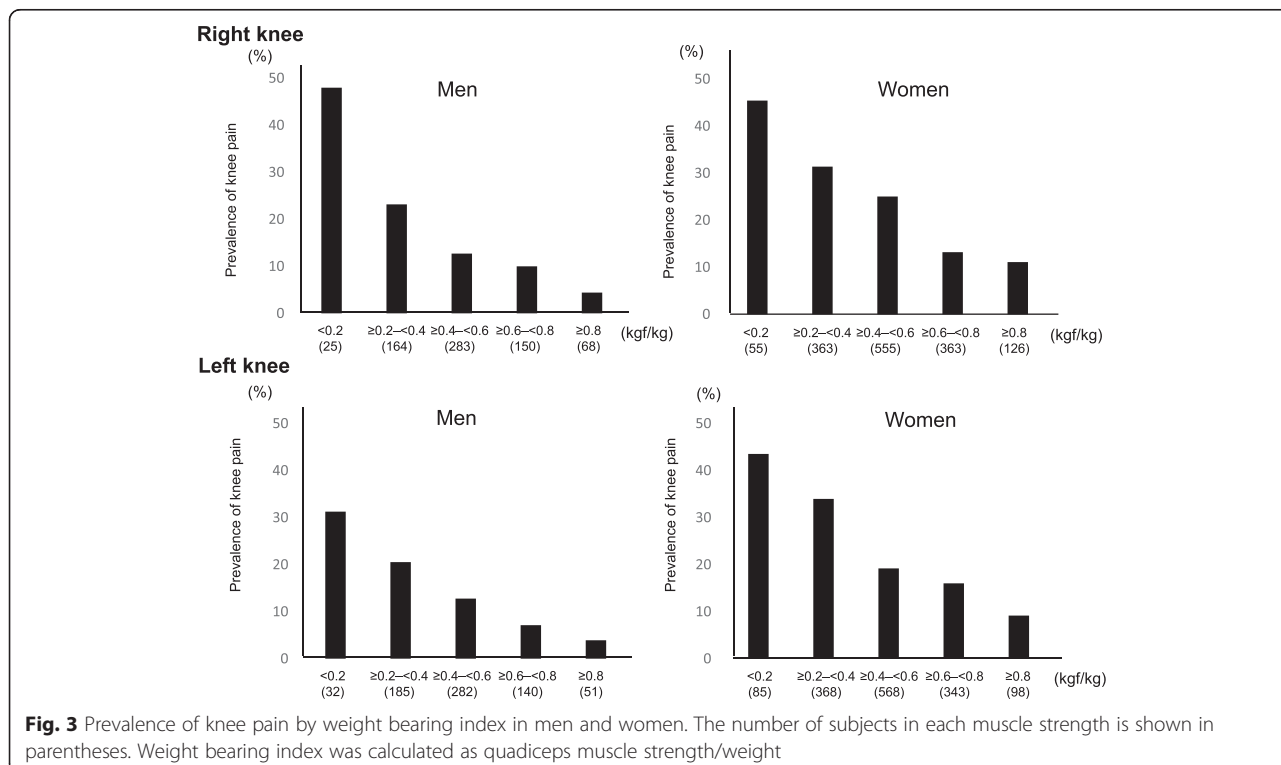 Right knee
(%)
50
40
30
20
10
0
Prevalence of knee pain
Men
<0.2 ≥0.2–<0.4 ≥0.4–<0.6 ≥0.6–<0.8 ≥0.8 (kgf/kg)
(25) (164) (283) (150) (68)
(%)
50
40
30
20
10
0
Prevalence of knee pain
Women
<0.2 ≥0.2–<0.4 ≥0.4–<0.6 ≥0.6–<0.8 ≥0.8 (kgf/kg)
(55) (363) (555) (363) (126)
Left knee
(%)
50
40
30
20
10
0
Prevalence of knee pain
Men
<0.2 ≥0.2–<0.4 ≥0.4–<0.6 ≥0.6–<0.8 ≥0.8
(32) (185) (282) (140) (51)
(%)
50
40
30
20
10
0
Prevalence of knee pain
Women
<0.2 ≥0.2–<0.4 ≥0.4–<0.6 ≥0.6–<0.8 ≥0.8 (kgf/kg)
(85) (368) (568) (343) (98)
Fig. 3 Prevalence of knee pain by weight bearing index in men and women. The number of subjects in each muscle strength is shown in
parentheses. Weight bearing index was calculated as quadiceps muscle strength/weight